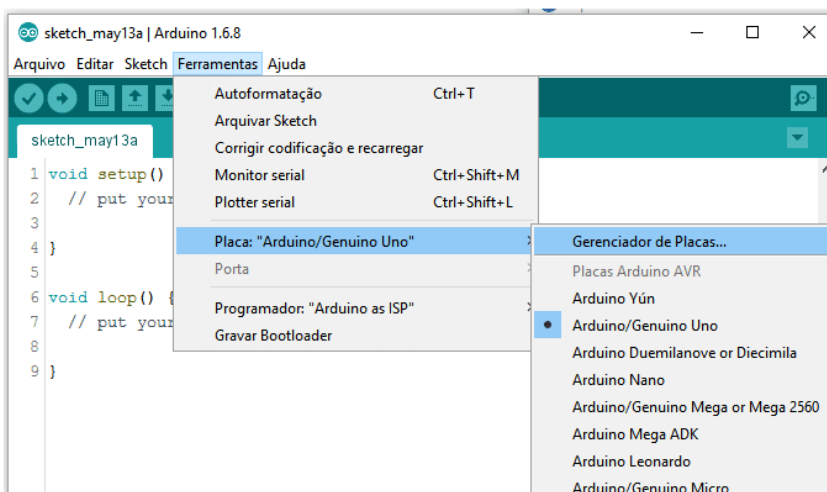 sketch_may13a | Arduino 1.6.8
Arquivo Editar Sketch Ferramentas Ajuda
sketch_may13a
1 void setup()
2 // put your
3
4 }
5
6 void loop() {
7 // put your
8
9 }
Autoformatação Ctrl+T
Arquivar Sketch
Corrigir codificação e recarregar
Monitor serial Ctrl+Shift+M
Plotter serial Ctrl+Shift+L
Placa: "Arduino/Genuino Uno"
Porta
Programador: "Arduino as ISP"
Gravar Bootloader
Gerenciador de Placas...
Placas Arduino AVR
Arduino Yún
Arduino/Genuino Uno
Arduino Duemilanove or Diecimila
Arduino Nano
Arduino/Genuino Mega or Mega 2560
Arduino Mega ADK
Arduino Leonardo
Arduino/Genuino Micro